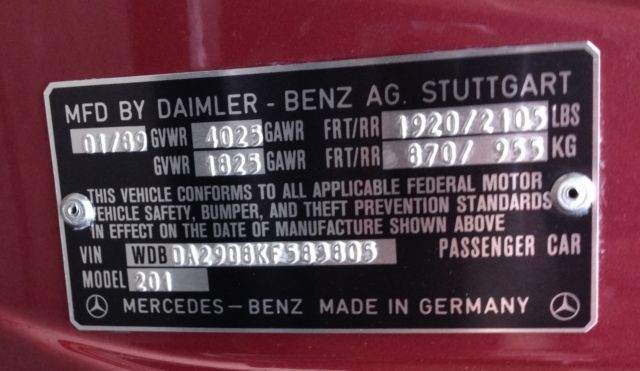 MFD BY DAIMLER - BENZ AG. STUTTGART
01/89 GVWR 4025 GAWR FRT/RR 1920/2105 LBS
GVWR 1825 GAWR FRT/RR 870/ 955 KG
THIS VEHICLE CONFORMS TO ALL APPLICABLE FEDERAL MOTOR
VEHICLE SAFETY, BUMPER, AND THEFT PREVENTION STANDARDS
IN EFFECT ON THE DATE OF MANUFACTURE SHOWN ABOVE
VIN WDBDA2908KF583805 PASSENGER CAR
MODEL 201
MERCEDES-BENZ MADE IN GERMANY